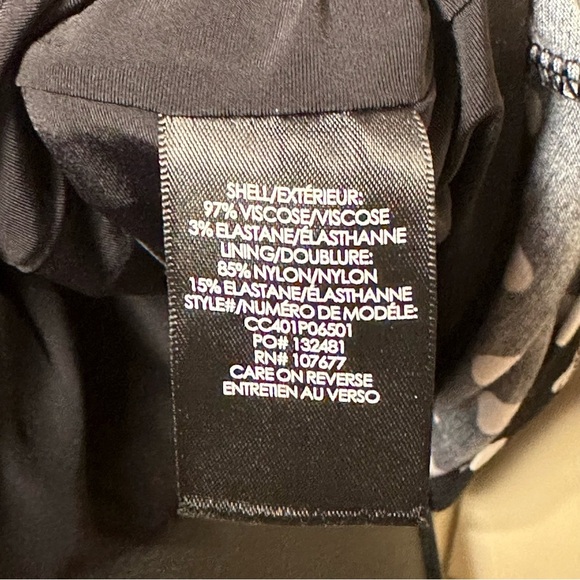 SHELL/EXTÉRIEUR:
97% VISCOSE/VISCOSE
3% ELASTANE/ÉLASTHANNE
LINING/DOUBLURE:
85% NYLON/NYLON
15% ELASTANE/ÉLASTHANNE
STYLE#/NUMÉRO DE MODÈLE:
CC401P06501
PO# 132481
RN# 107677
CARE ON REVERSE
ENTRETIEN AU VERSO